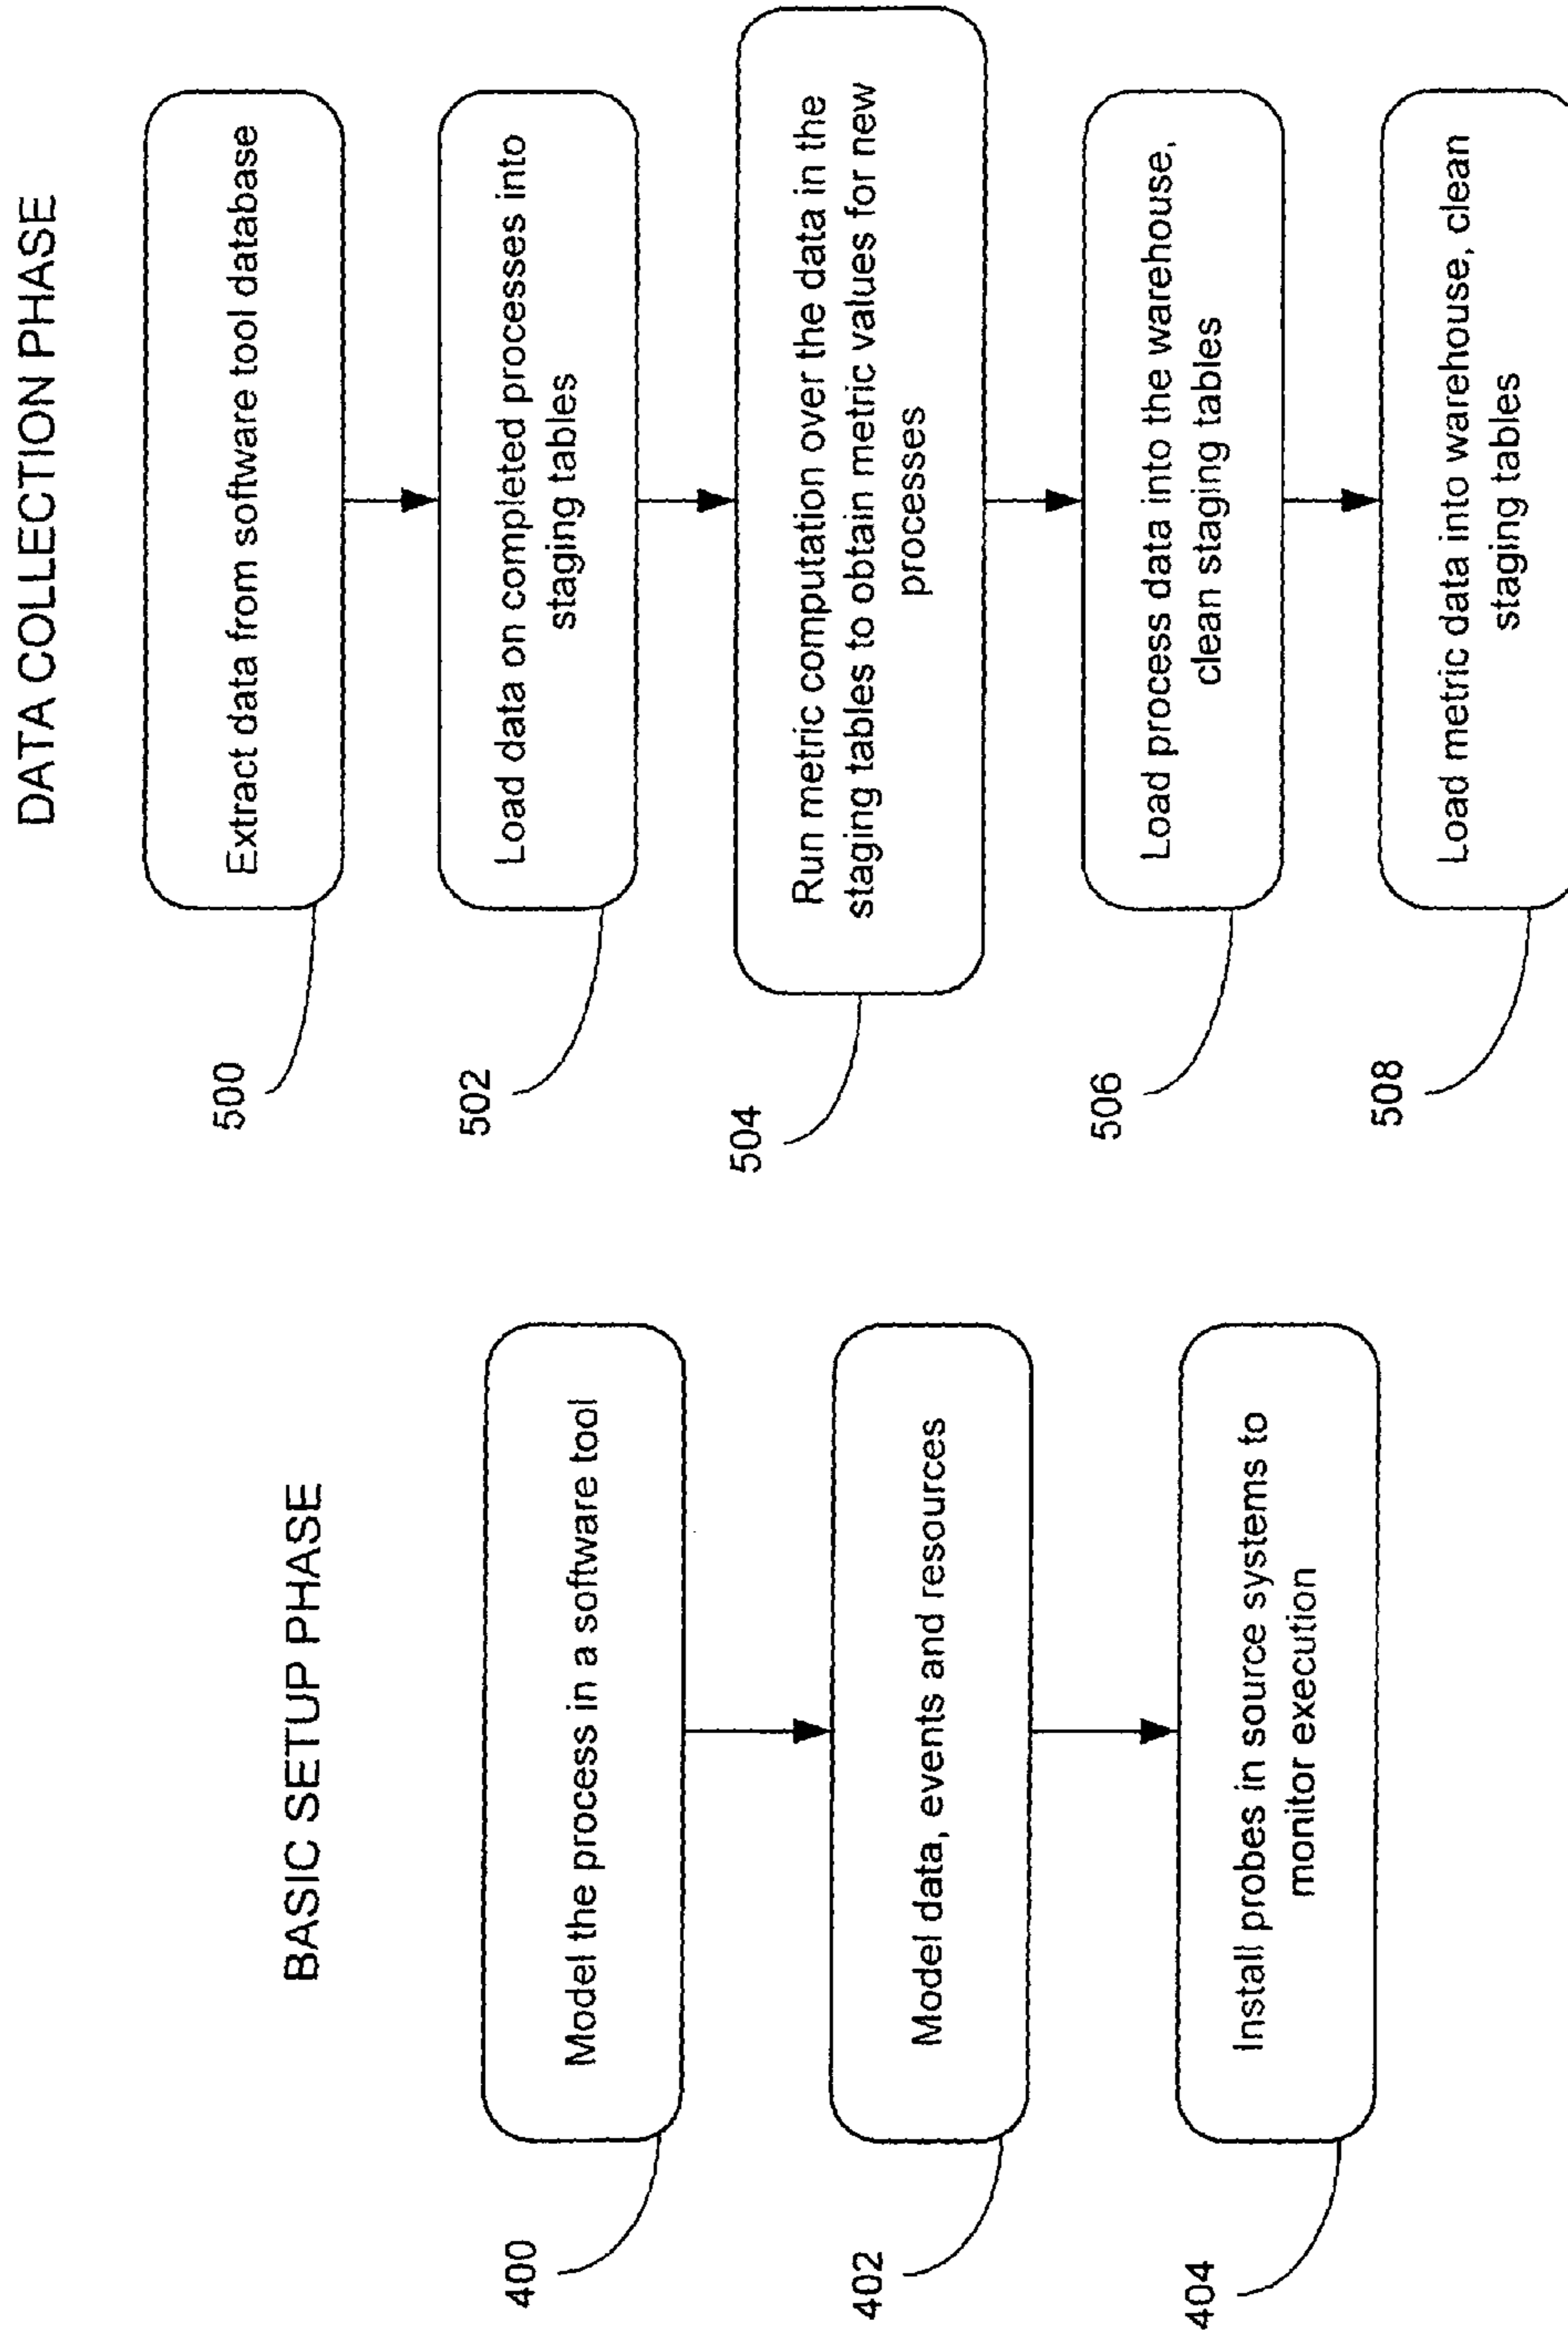 BASIC SETUP PHASE
400
Model the process in a software tool
402
Model data, events and resources
404
Install probes in source systems to
monitor execution
DATA COLLECTION PHASE
500
Extract data from software tool database
502
Load data on completed processes into
staging tables
504
Run metric computation over the data in the
staging tables to obtain metric values for new
processes
506
Load process data into the warehouse,
clean staging tables
508
Load metric data into warehouse, clean
staging tables